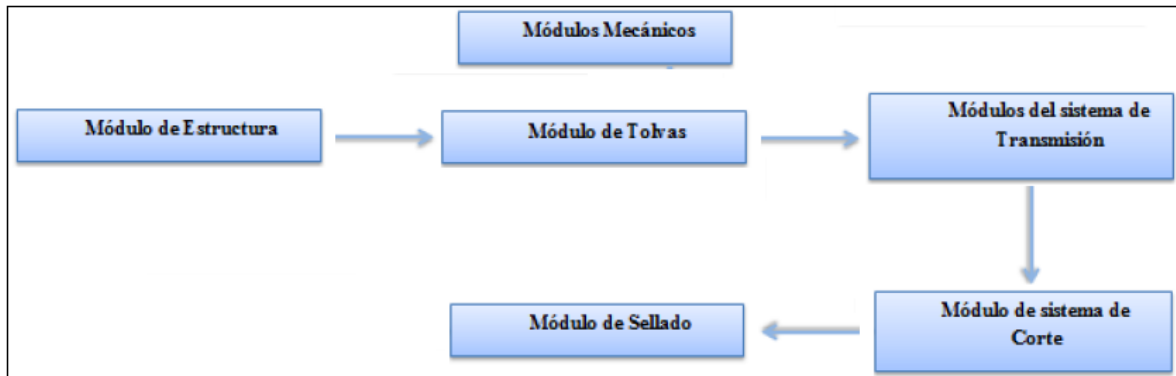 Módulos Mecánicos
Módulo de Estructura
Módulo de Tolvas
Módulos del sistema de
Transmisión
Módulo de sistema de
Corte
Módulo de Sellado